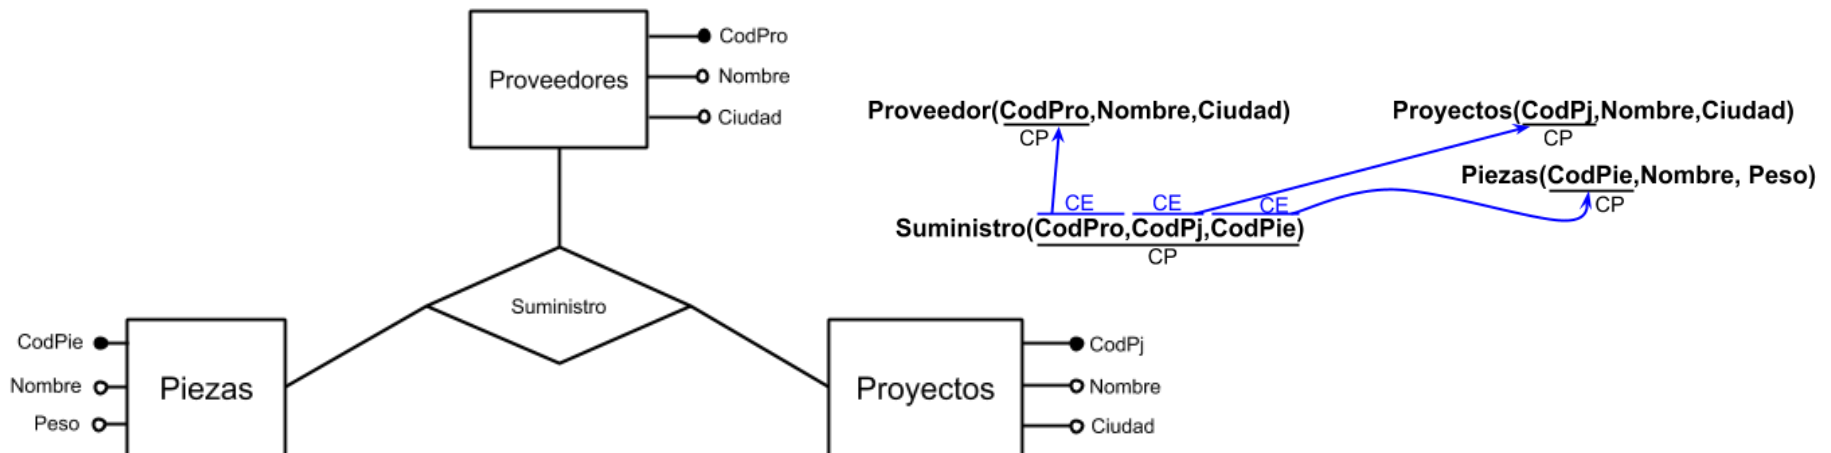 CodPro
Nombre
Ciudad
Proveedores
Proveedor(CodPro,Nombre,Ciudad)
CP
Proyectos(CodPj,Nombre,Ciudad)
CP
Piezas(CodPie,Nombre, Peso)
CP
CE CE CE
Suministro(CodPro,CodPj,CodPie)
CP
Suministro
CodPie
Nombre
Peso
Piezas
Proyectos
CodPj
Nombre
Ciudad